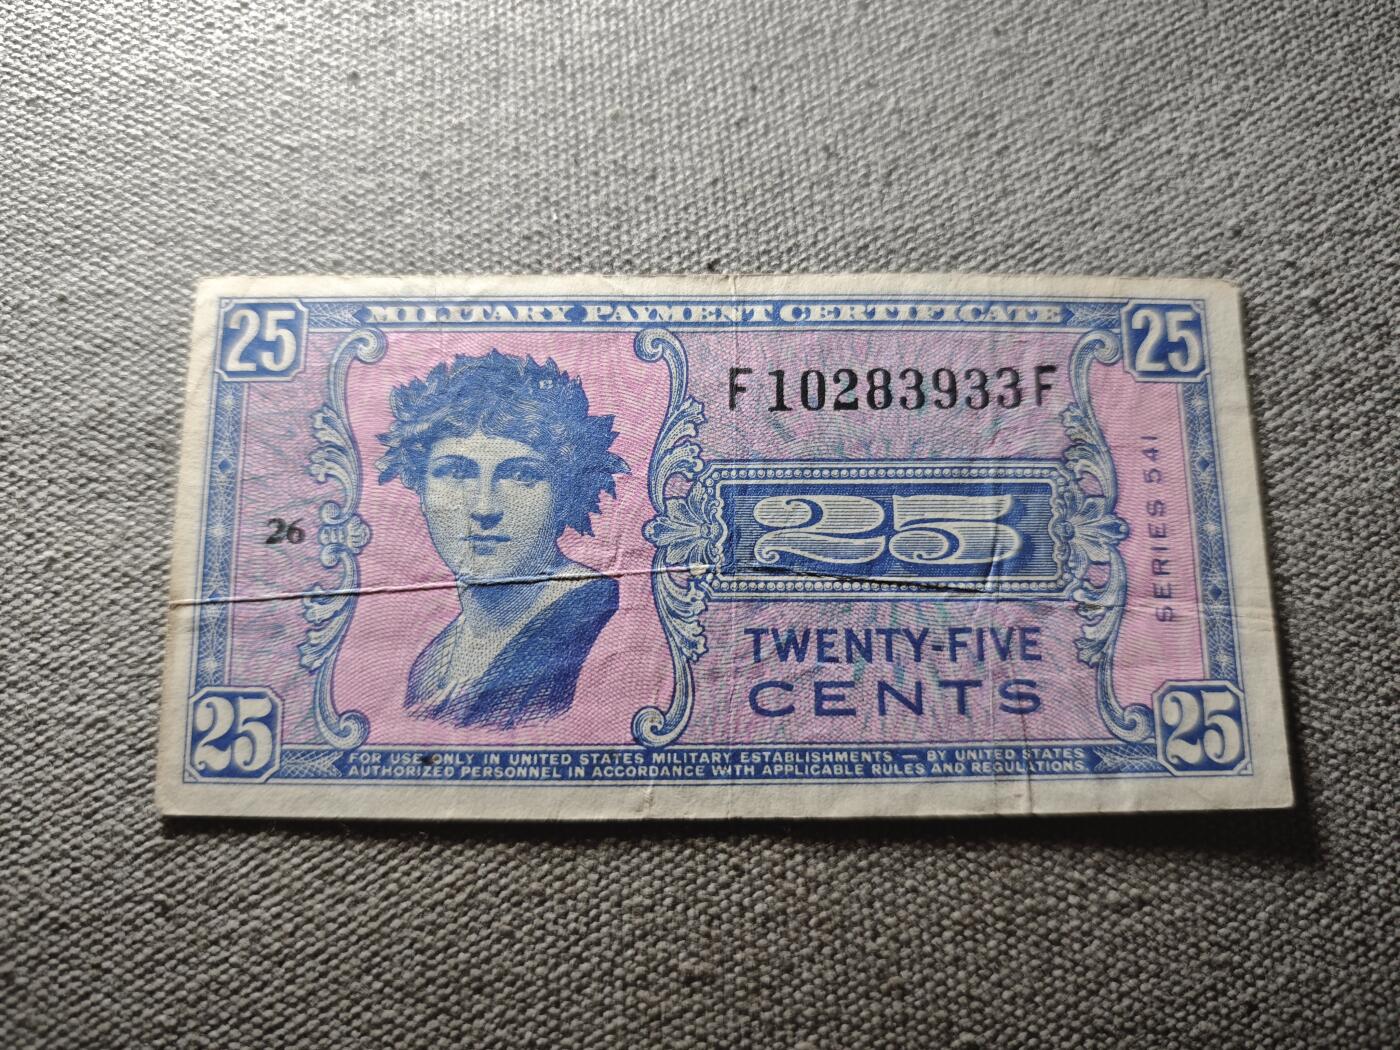 25 MILITARY PAYMENT CERTIFICATE 25
F10283933F
26
25
SERIES 541
TWENTY-FIVE
CENTS
25 25
FOR USE ONLY IN UNITED STATES MILITARY ESTABLISHMENTS — BY UNITED STATES
AUTHORIZED PERSONNEL IN ACCORDANCE WITH APPLICABLE RULES AND REGULATIONS.